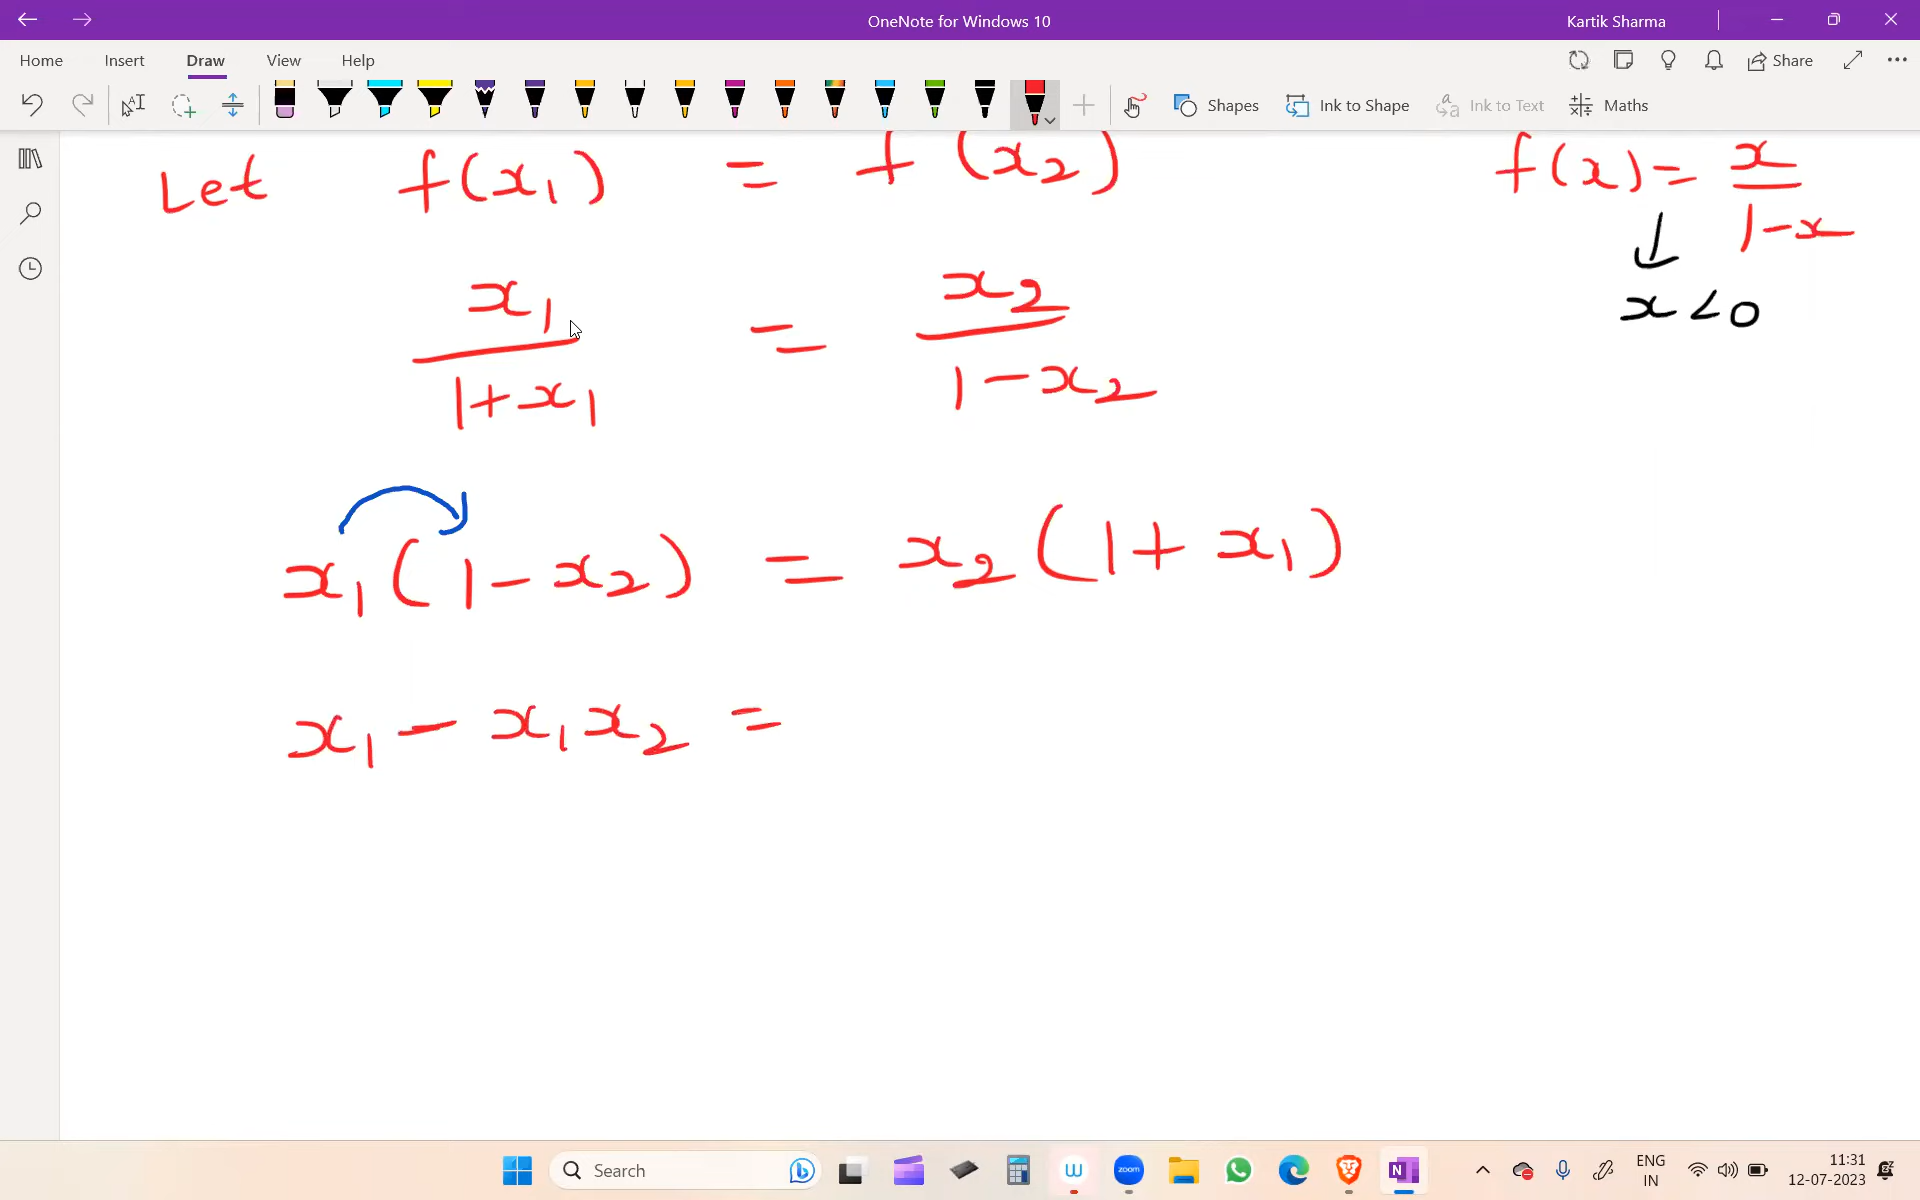 OneNote for Windows 10
Kartik Sharma
Home Insert Draw View Help
Share
Shapes Ink to Shape Ink to Text Maths
Let f(x₁) = f(x₂)
f(x) = x/(1-x)
x<0
x₁/(1+x₁) = x₂/(1-x₂)
x₁(1-x₂) = x₂(1+x₁)
x₁ - x₁x₂ =
Search
zoom
ENG
IN
11:31
12-07-2023